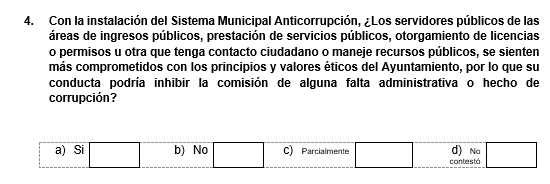 4. Con la instalación del Sistema Municipal Anticorrupción, ¿Los servidores públicos de las
áreas de ingresos públicos, prestación de servicios públicos, otorgamiento de licencias
o permisos u otra que tenga contacto ciudadano o maneje recursos públicos, se sienten
más comprometidos con los principios y valores éticos del Ayuntamiento, por lo que su
conducta podría inhibir la comisión de alguna falta administrativa o hecho de
corrupción?
a) Si b) No c) Parcialmente d) No
contestó